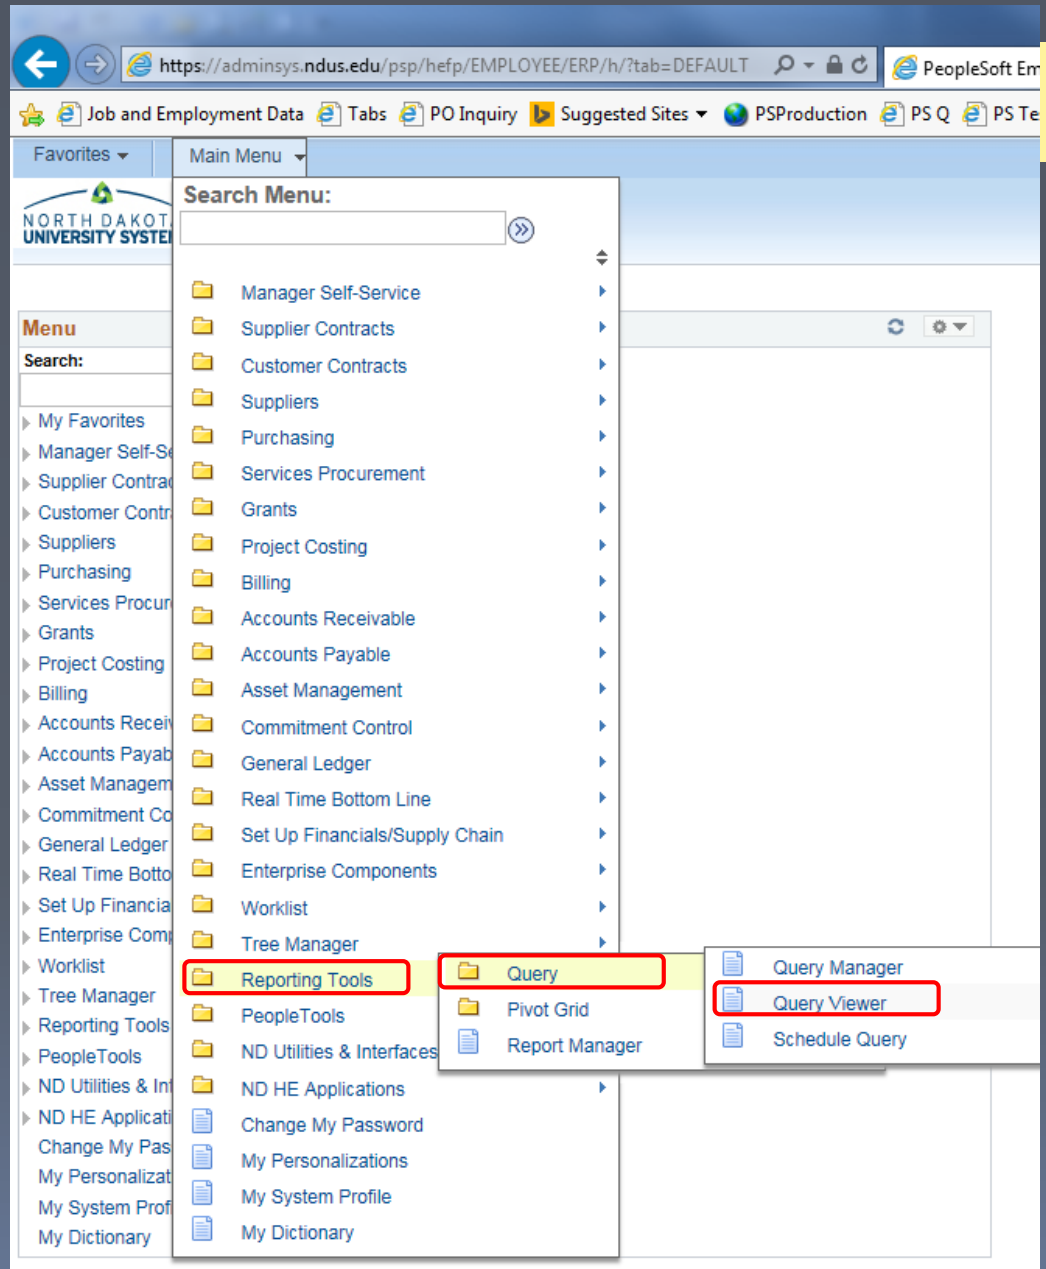 https://adminsys.ndus.edu/psp/hefp/EMPLOYEE/ERP/h/?tab=DEFAULT
PeopleSoft Em
Job and Employment Data Tabs PO Inquiry Suggested Sites PSProduction PS Q PS Te
Favorites Main Menu
NORTH DAKOT
UNIVERSITY SYSTE
Search Menu:
Manager Self-Service
Supplier Contracts
Customer Contracts
Suppliers
Purchasing
Services Procurement
Grants
Project Costing
Billing
Accounts Receivable
Accounts Payable
Asset Management
Commitment Control
General Ledger
Real Time Bottom Line
Set Up Financials/Supply Chain
Enterprise Components
Worklist
Tree Manager
Reporting Tools
PeopleTools
ND Utilities & Interfaces
ND HE Applications
Change My Password
My Personalizations
My System Profile
My Dictionary
Query
Pivot Grid
Report Manager
Query Manager
Query Viewer
Schedule Query
Menu
Search:
My Favorites
Manager Self-Se
Supplier Contrac
Customer Contr
Suppliers
Purchasing
Services Procur
Grants
Project Costing
Billing
Accounts Receiv
Accounts Payab
Asset Managem
Commitment Co
General Ledger
Real Time Botto
Set Up Financia
Enterprise Comp
Worklist
Tree Manager
Reporting Tools
PeopleTools
ND Utilities & Int
ND HE Applicati
Change My Pas
My Personalizat
My System Prof
My Dictionary